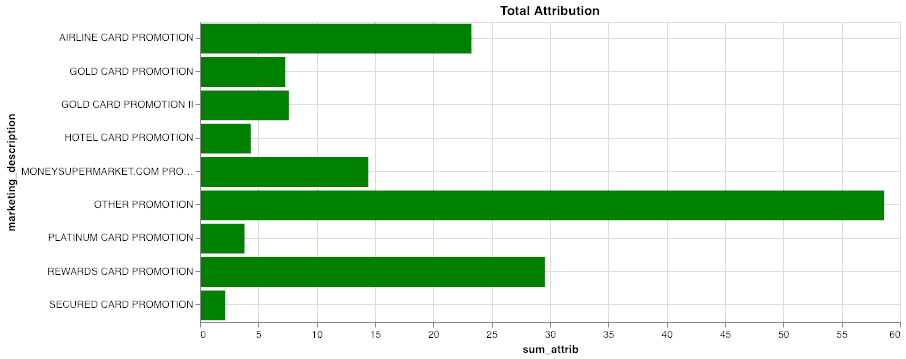 Total Attribution
marketing_description
AIRLINE CARD PROMOTION
GOLD CARD PROMOTION
GOLD CARD PROMOTION II
HOTEL CARD PROMOTION
MONEYSUPERMARKET.COM PRO...
OTHER PROMOTION
PLATINUM CARD PROMOTION
REWARDS CARD PROMOTION
SECURED CARD PROMOTION
0 5 10 15 20 25 30 35 40 45 50 55 60
sum_attrib